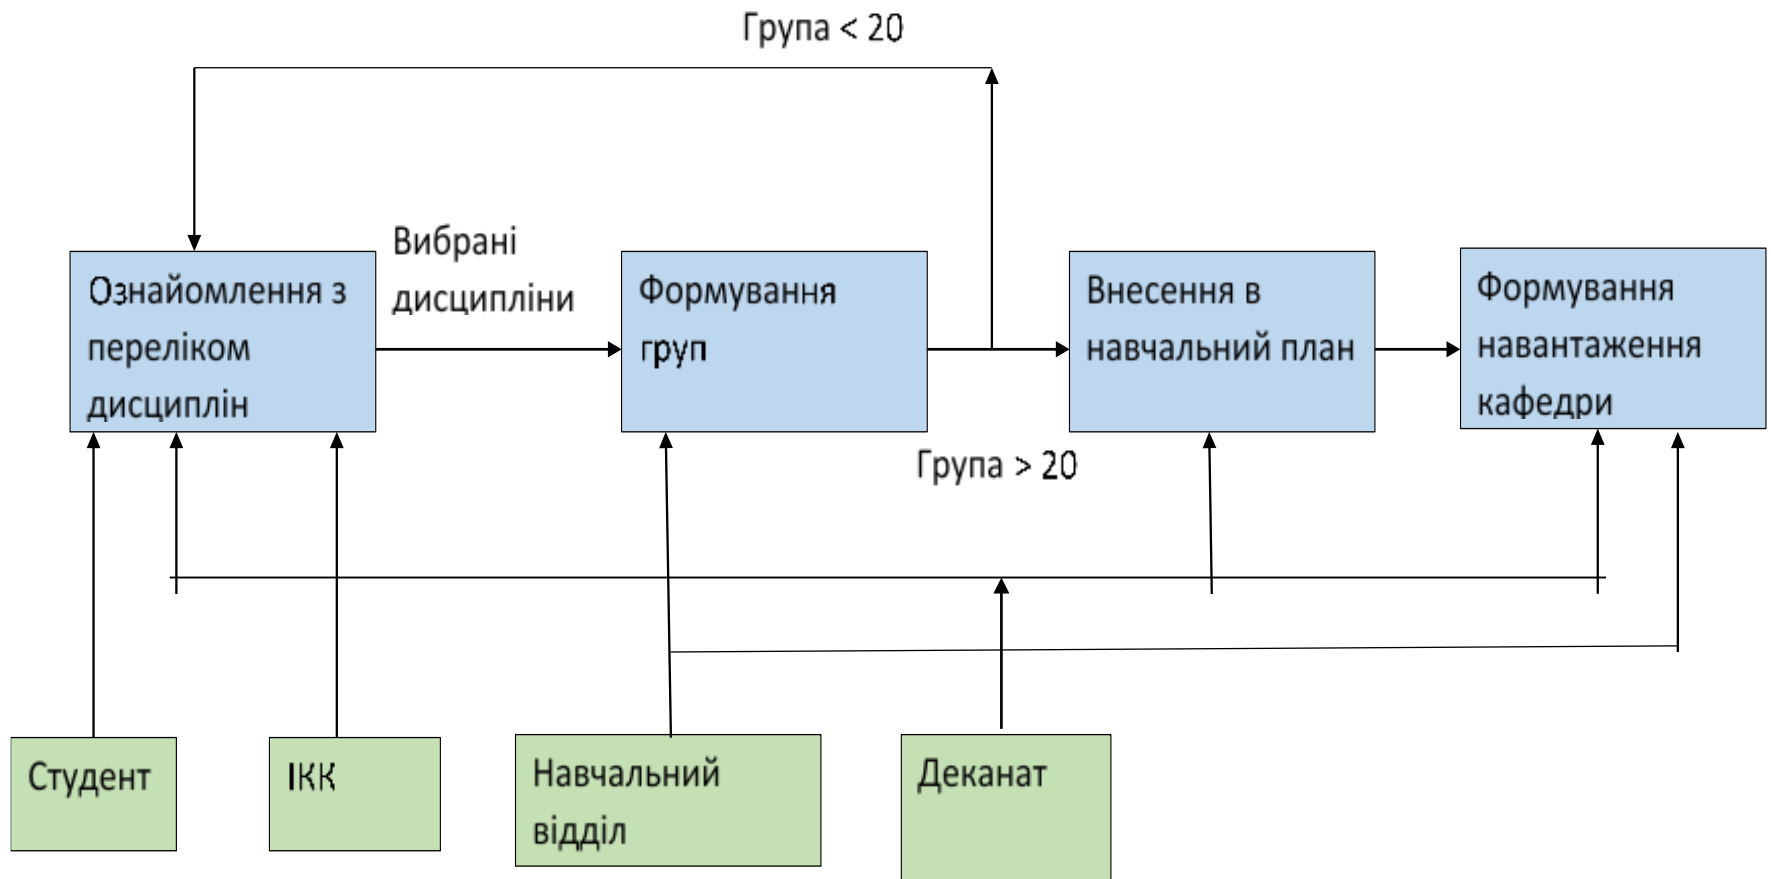 Група < 20
Ознайомлення з
переліком
дисциплін
Вибрані
дисципліни
Формування
груп
Внесення в
навчальний план
Формування
навантаження
кафедри
Група > 20
Студент
ІКК
Навчальний
відділ
Деканат